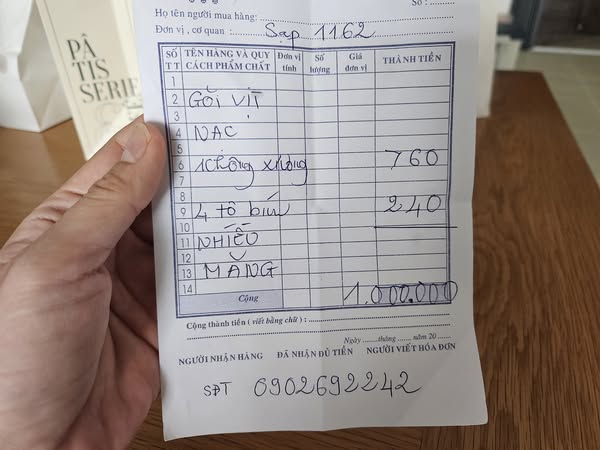 PÂ
TIS
SERIE
Số :
Họ tên người mua hàng:
Đơn vị, cơ quan : Sạp 1162
SỐ TT TÊN HÀNG VÀ QUY CÁCH PHẨM CHẤT Đơn vị tính Số lượng Giá đơn vị THÀNH TIỀN
1
2 GỎI VỊT
3
4 NẠC
5
6 1 không xương 760
7
8
9 4 tô bún 240
10
11 NHIỀU
12
13 MĂNG
14
Cộng 1.000.000
Cộng thành tiền ( viết bằng chữ ) :
Ngày tháng năm 20
NGƯỜI NHẬN HÀNG ĐÃ NHẬN ĐỦ TIỀN NGƯỜI VIẾT HÓA ĐƠN
SĐT 0902692242